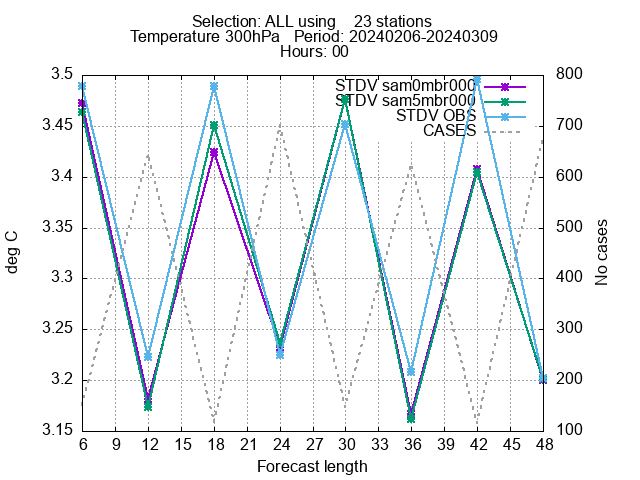 Selection: ALL using    23 stations
Temperature 300hPa   Period: 20240206-20240309
Hours: 00
STDV sam0mbr000
STDV sam5mbr000
STDV OBS
CASES
3.5
3.45
3.4
3.35
3.3
3.25
3.2
3.15
800
700
600
500
400
300
200
100
deg C
No cases
6 9 12 15 18 21 24 27 30 33 36 39 42 45 48
Forecast length